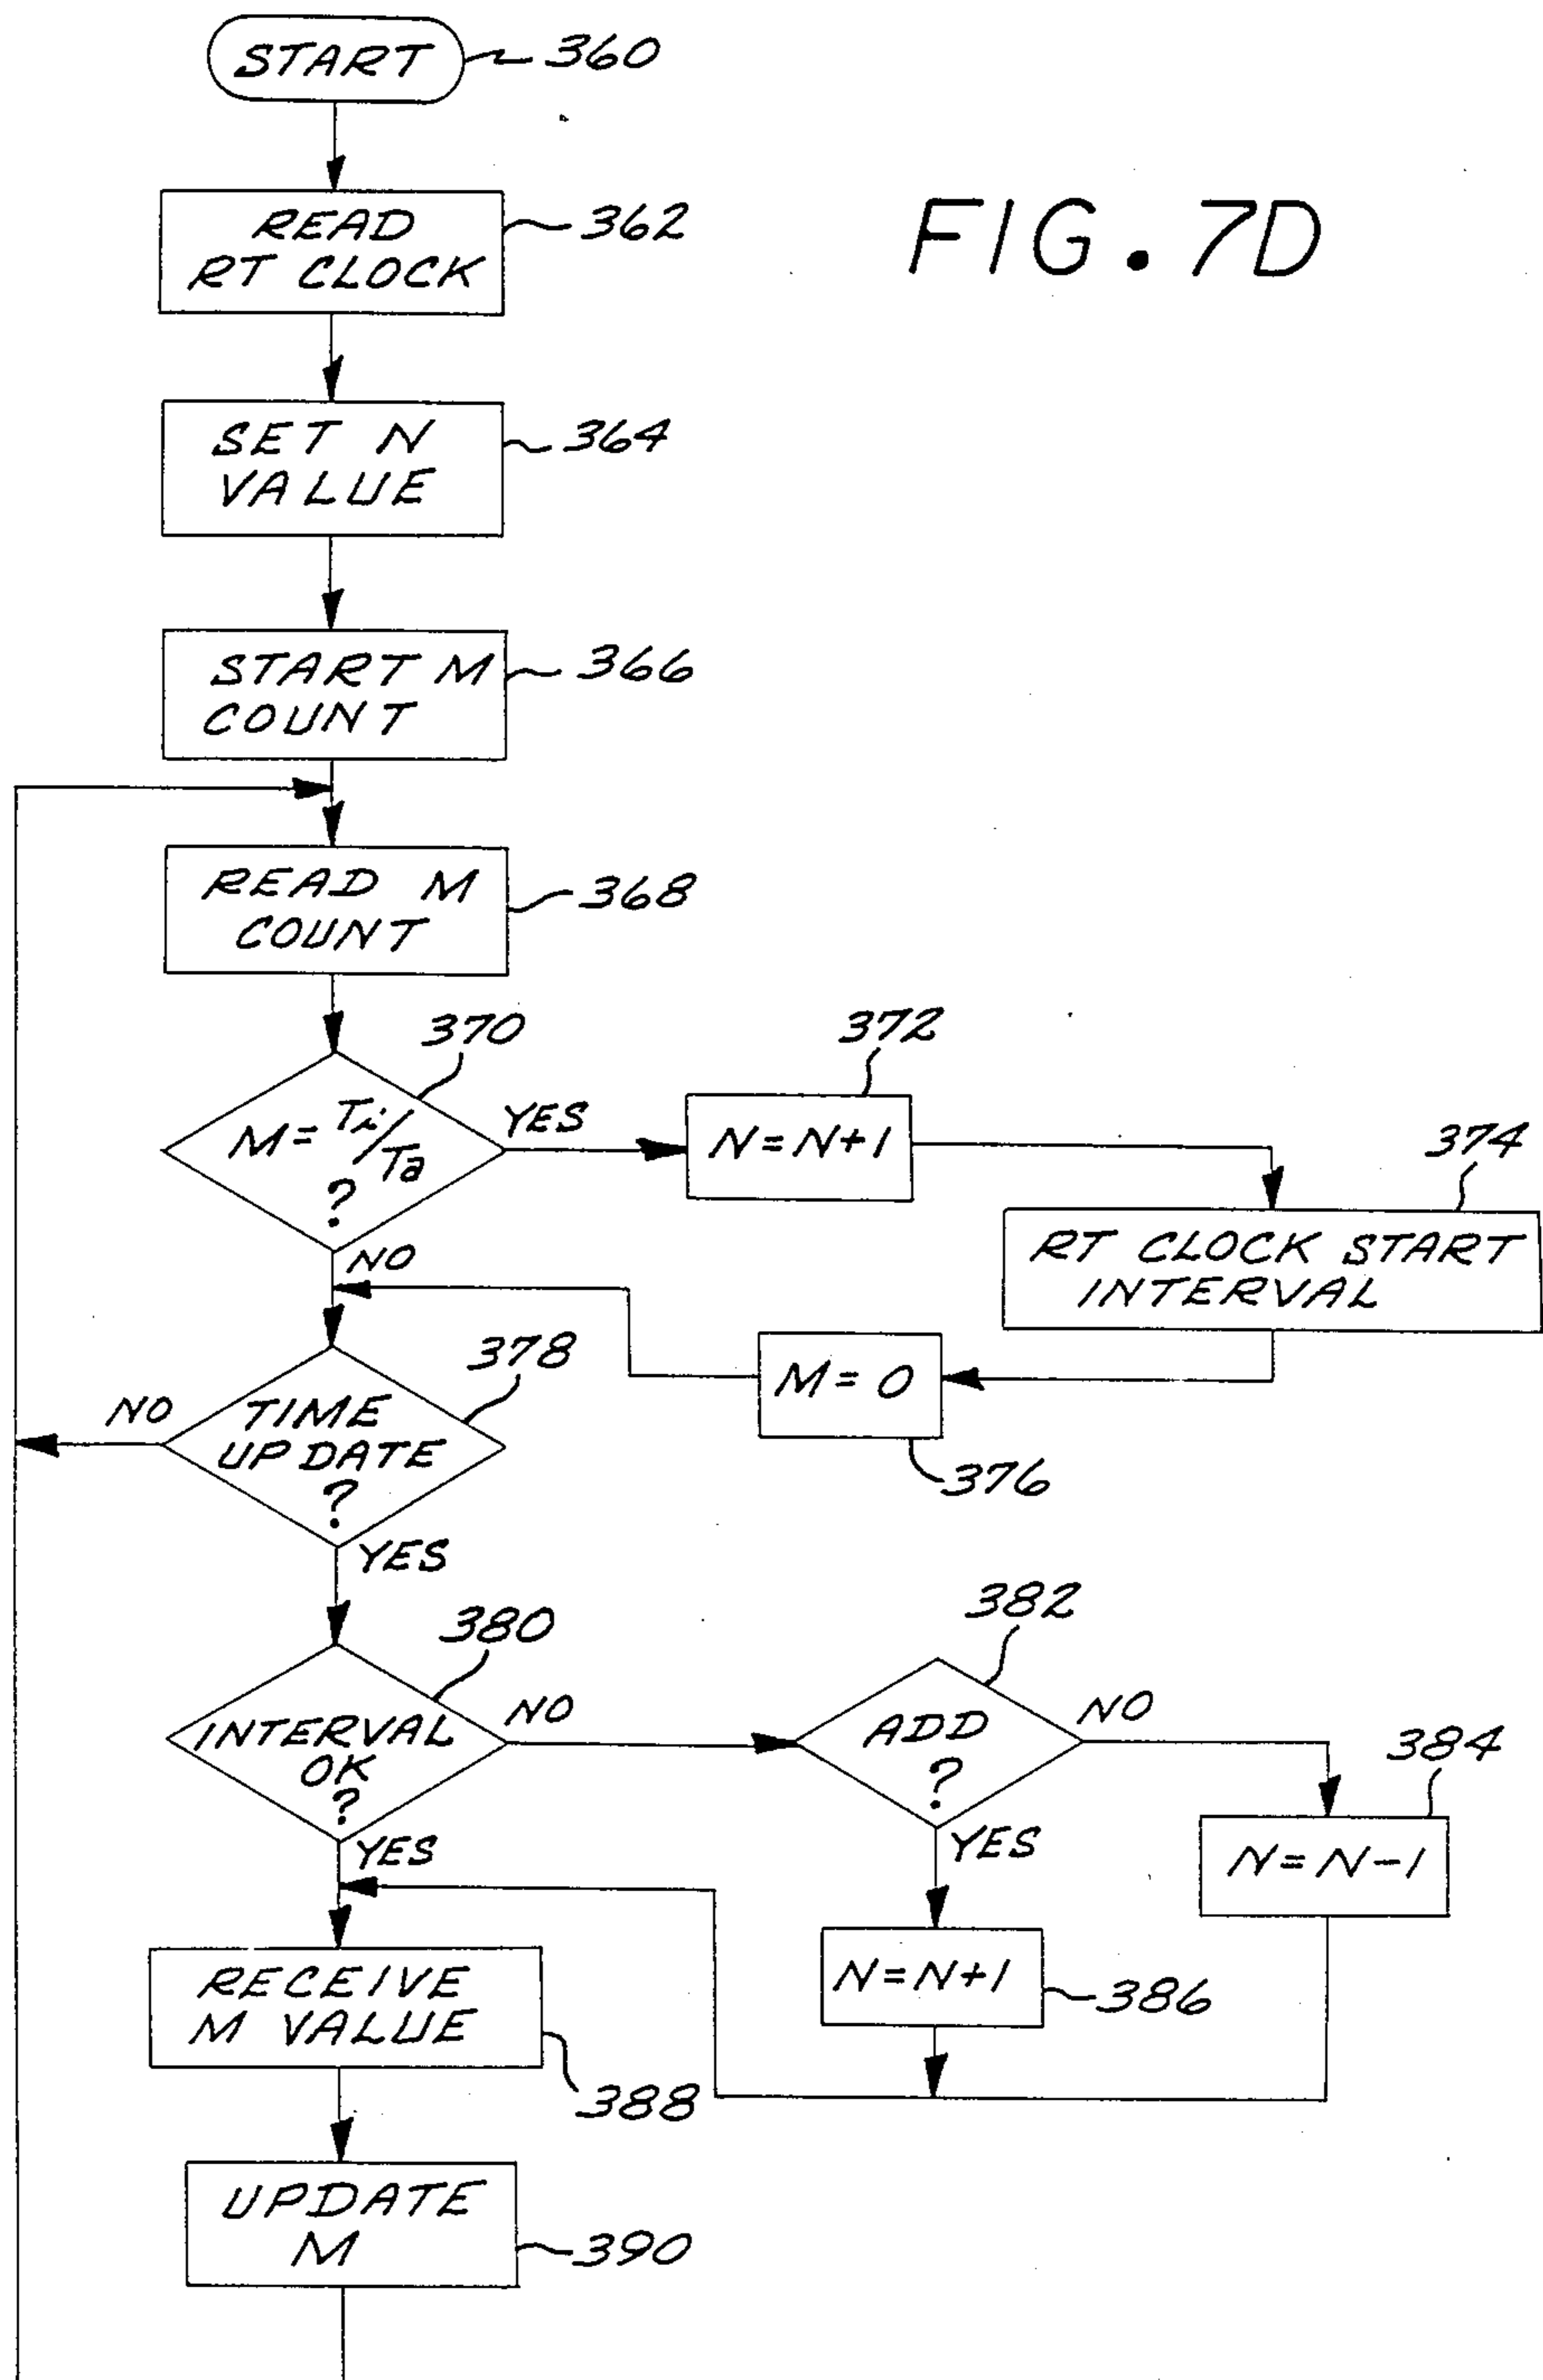 START
360
READ
RT CLOCK
362
FIG. 7D
SET N
VALUE
364
START M
COUNT
366
READ M
COUNT
368
370
M = Ti/Ta
?
YES
NO
372
N = N+1
374
RT CLOCK START
INTERVAL
M = 0
376
378
TIME
UPDATE
?
NO
YES
380
INTERVAL
OK
?
NO
YES
382
ADD
?
NO
YES
384
N = N-1
N = N+1
386
RECEIVE
M VALUE
388
UPDATE
M
390